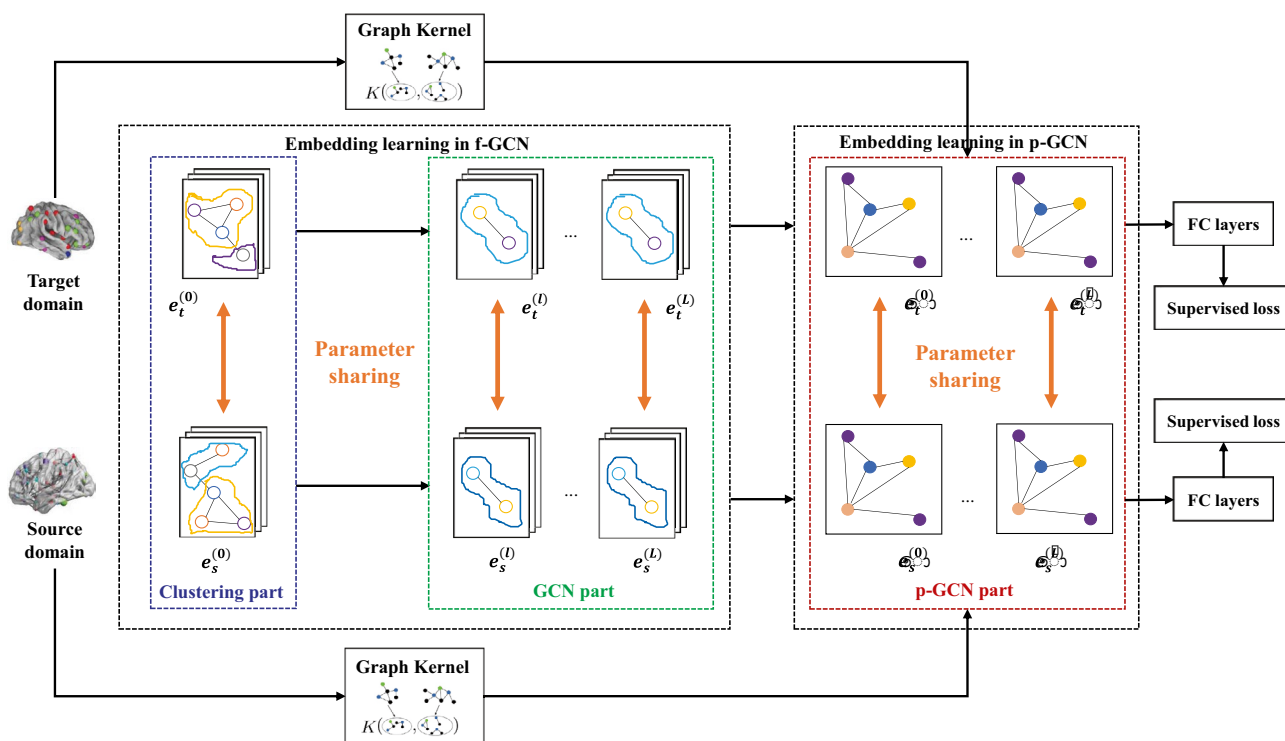 Graph Kernel
K( , )
Embedding learning in f-GCN
Embedding learning in p-GCN
Target
domain
e_t^(0)
e_t^(l)
...
e_t^(L)
...
FC layers
Supervised loss
Parameter
sharing
Parameter
sharing
Source
domain
e_s^(0)
e_s^(l)
...
e_s^(L)
...
Supervised loss
FC layers
Clustering part
GCN part
p-GCN part
Graph Kernel
K( , )